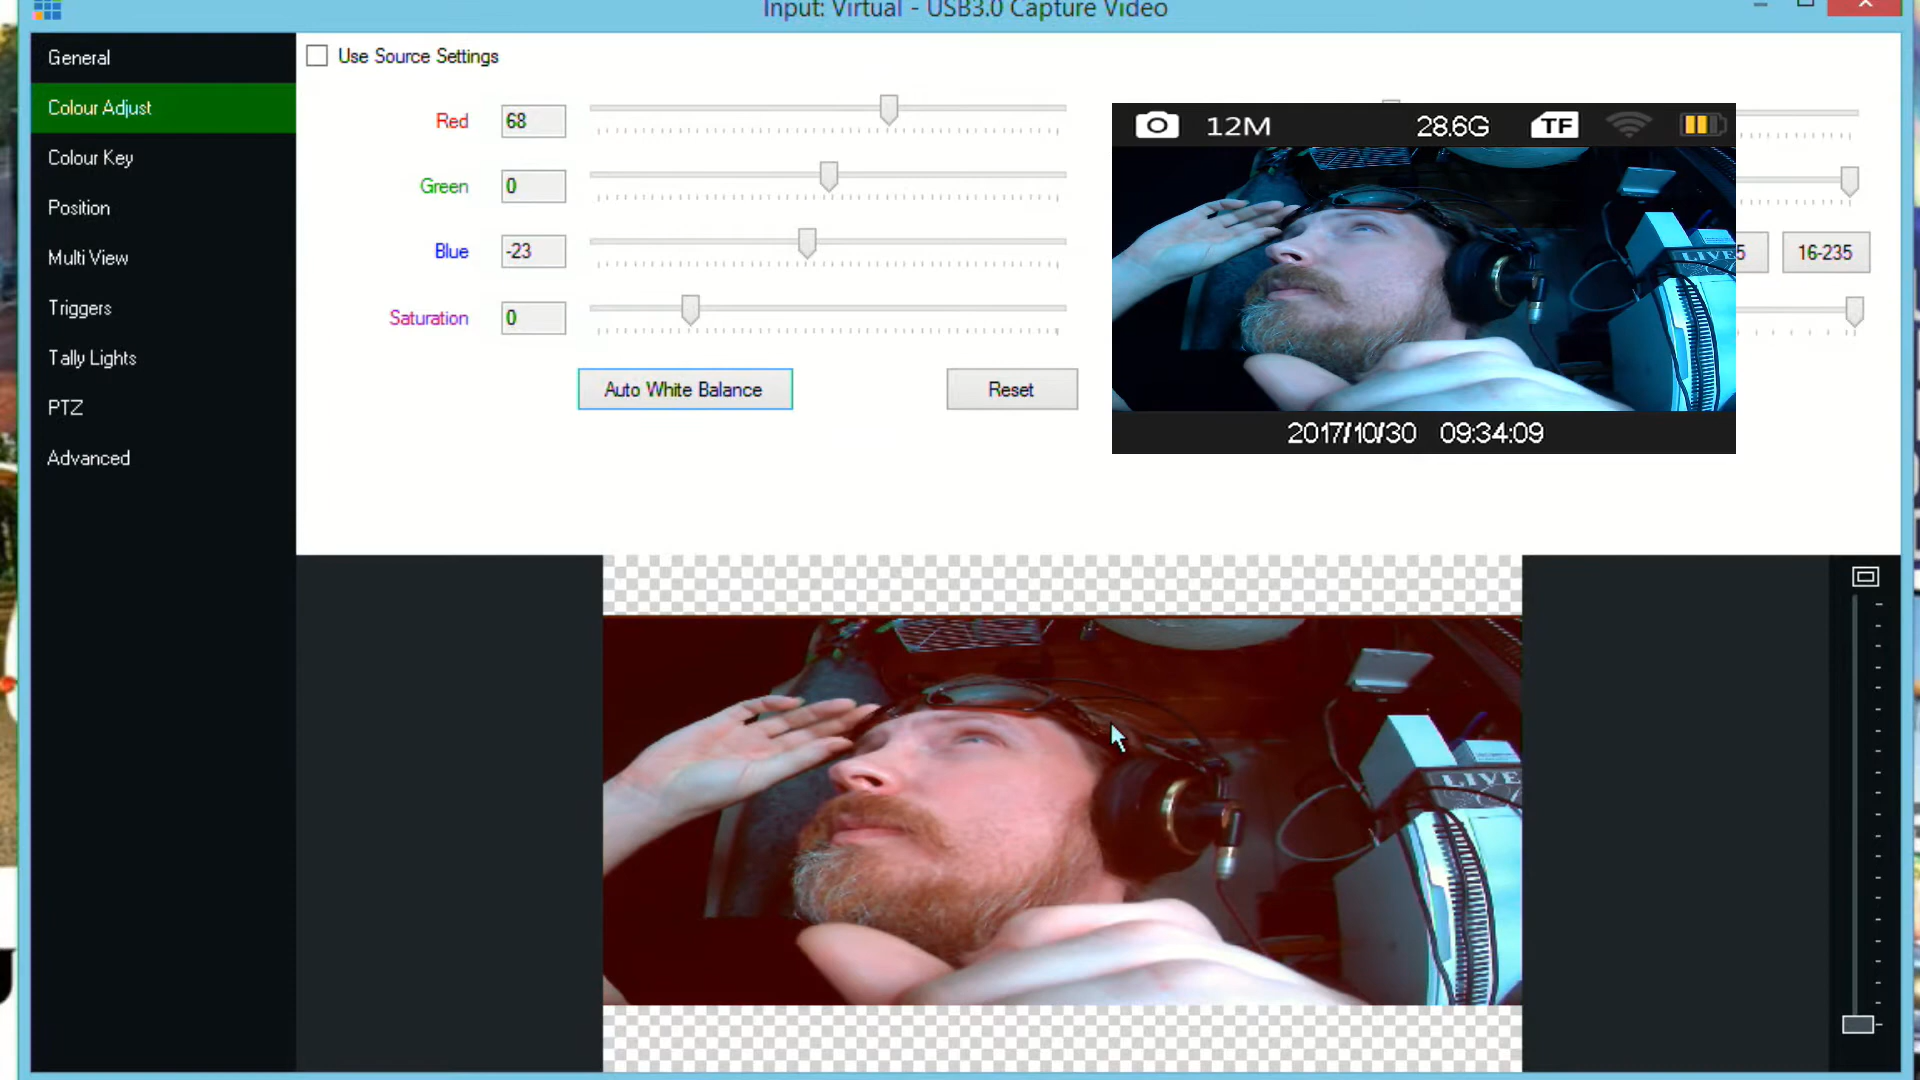 Input: Virtual - USB3.0 Capture Video
General
Colour Adjust
Colour Key
Position
Multi View
Triggers
Tally Lights
PTZ
Advanced
Use Source Settings
Red 68
Green 0
Blue -23
Saturation 0
Auto White Balance Reset
12M 28.6G TF
LIVE
2017/10/30 09:34:09
5 16-235
LIVE